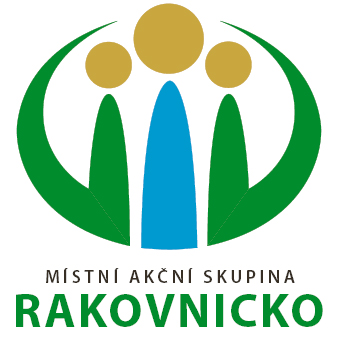 MÍSTNÍ AKČNÍ SKUPINA
RAKOVNICKO